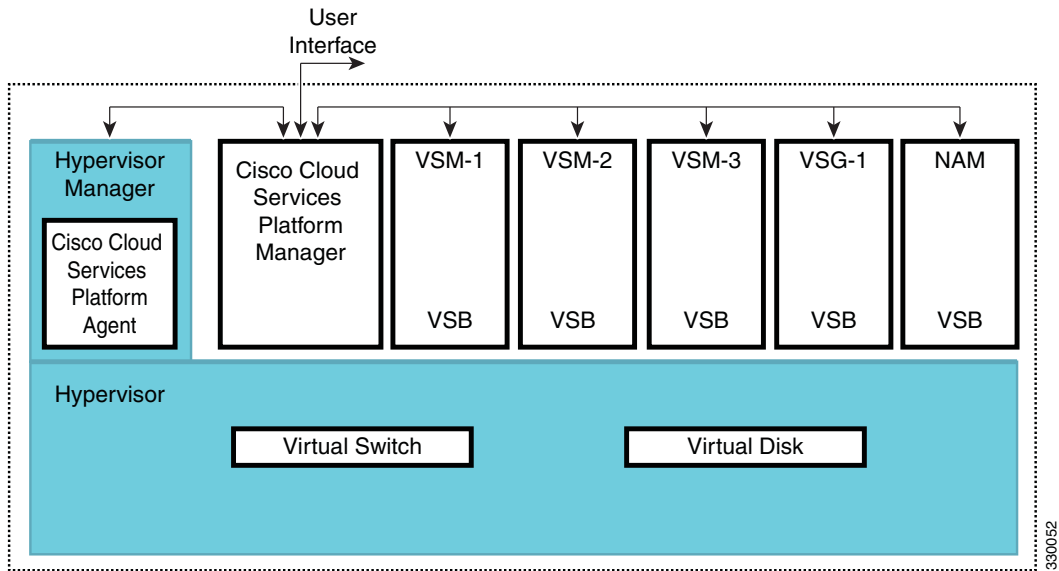 User
Interface
Hypervisor
Manager
Cisco Cloud
Services
Platform
Agent
Cisco Cloud
Services
Platform
Manager
VSM-1
VSB
VSM-2
VSB
VSM-3
VSB
VSG-1
VSB
NAM
VSB
Hypervisor
Virtual Switch
Virtual Disk
330052